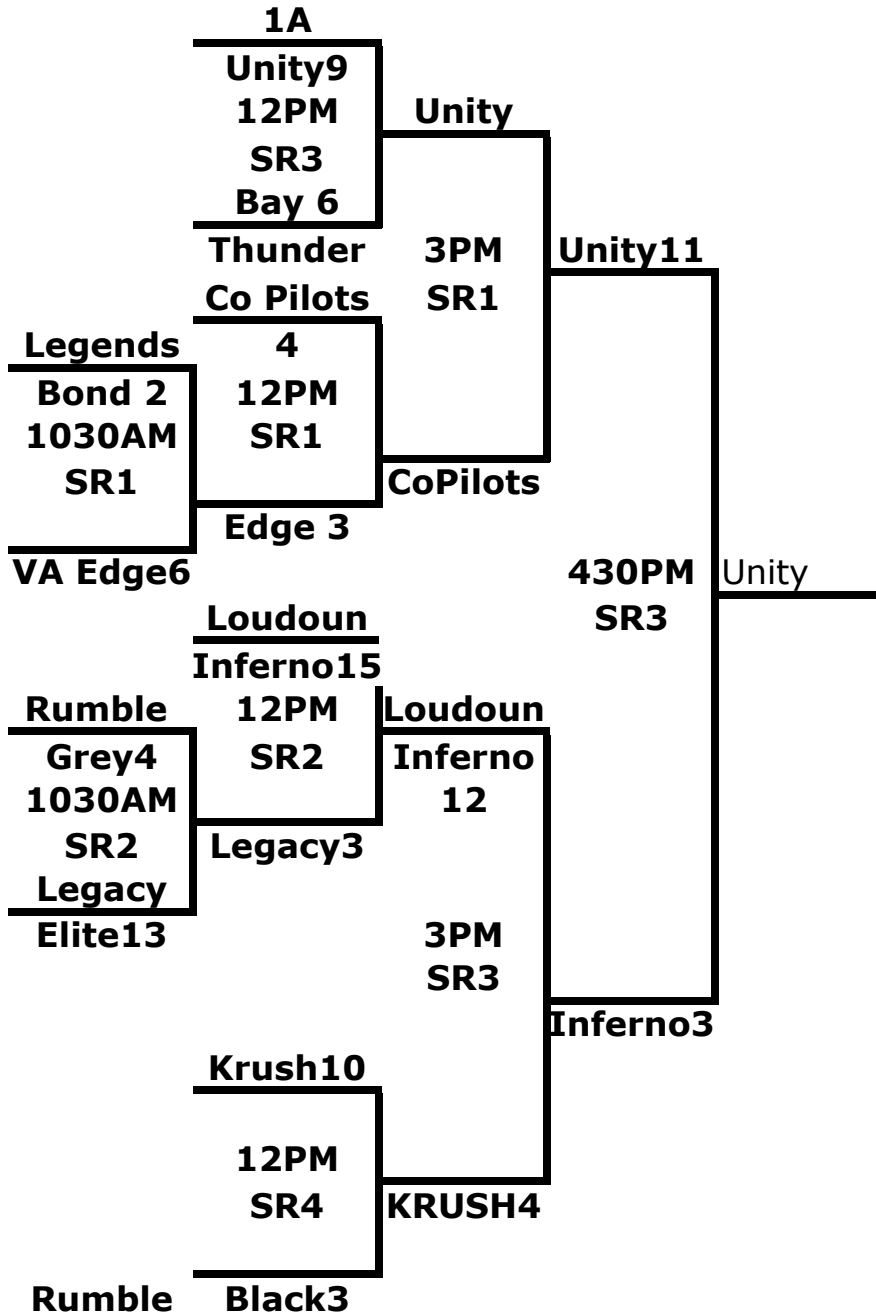 1A
Unity9
12PM
SR3
Bay 6
Thunder
Unity
3PM
SR1
Unity11
Co Pilots
4
12PM
SR1
Legends
Bond 2
1030AM
SR1
VA Edge6
Edge 3
CoPilots
430PM
SR3
Unity
Loudoun
Inferno15
12PM
SR2
Rumble
Grey4
1030AM
SR2
Legacy
Elite13
Legacy3
Loudoun
Inferno
12
3PM
SR3
Inferno3
Krush10
12PM
SR4
KRUSH4
Rumble Black3